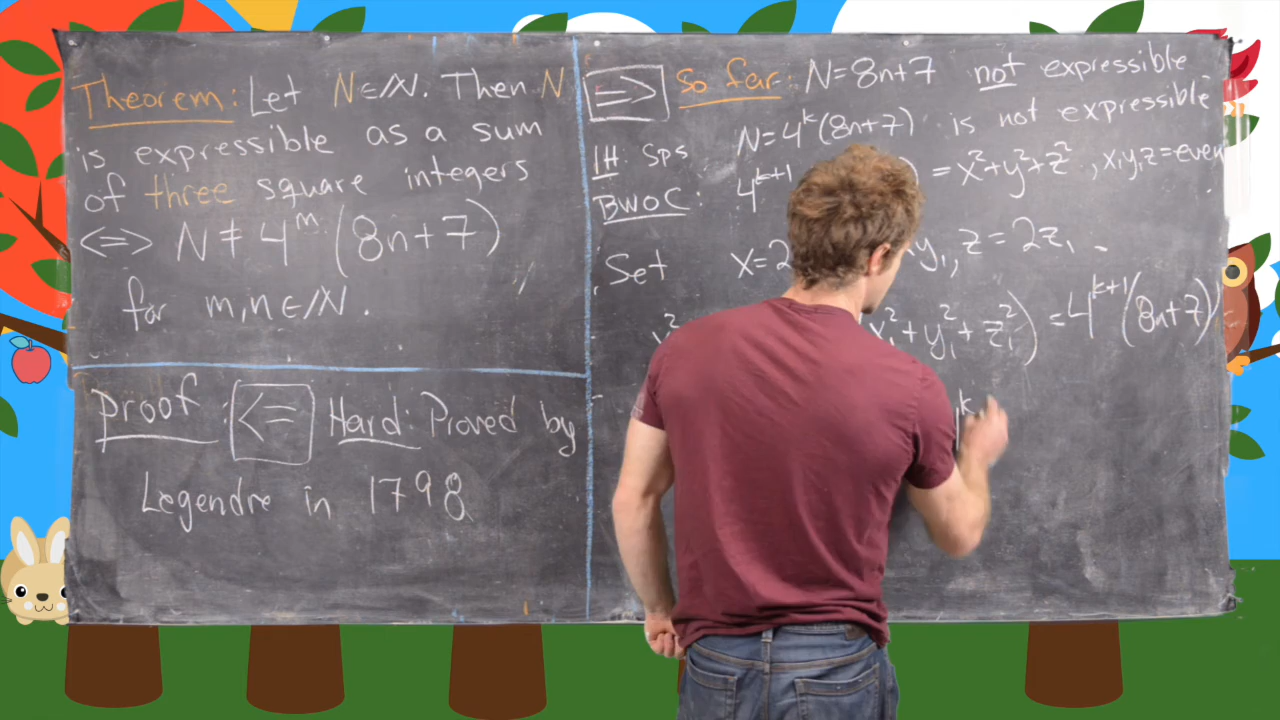 Theorem: Let N∈ℕ. Then N
is expressible as a sum
of three square integers
<=> N ≠ 4^m (8n+7)
for m,n ∈ ℕ.
Proof: <= Hard: Proved by
Legendre in 1798
=> So far: N=8n+7 not expressible
IH: Sps N=4^k(8n+7) is not expressible
BWOC: 4^{k+1} ) = x²+y²+z², x,y,z=even
Set x=2 y₁, z=2z₁.
x₁²+y₁²+z₁²) =4^{k+1}(8n+7)
k